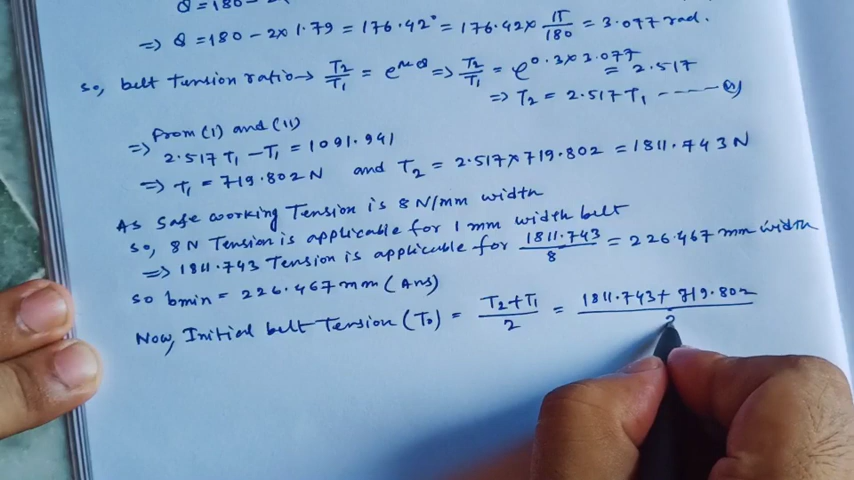 θ = 180 - 2
⇒ θ = 180 - 2 x 1.79 = 176.42° = 176.42 x π/180 = 3.077 rad.
So, belt Tension ratio → T2/T1 = e^μθ ⇒ T2/T1 = e^0.3 x 3.077
= 2.517
⇒ T2 = 2.517 T1
⇒ From (I) and (II)
2.517 T1 - T1 = 1091.941
⇒ T1 = 719.802 N and T2 = 2.517 x 719.802 = 1811.743 N
As Safe working Tension is 8 N/mm width
So, 8N Tension is applicable for 1 mm width belt
⇒ 1811.743 Tension is applicable for 1811.743/8 = 226.467 mm width
So bmin = 226.467 mm (Ans)
Now, Initial belt Tension (T0) = T2+T1/2 = 1811.743 + 719.802/2